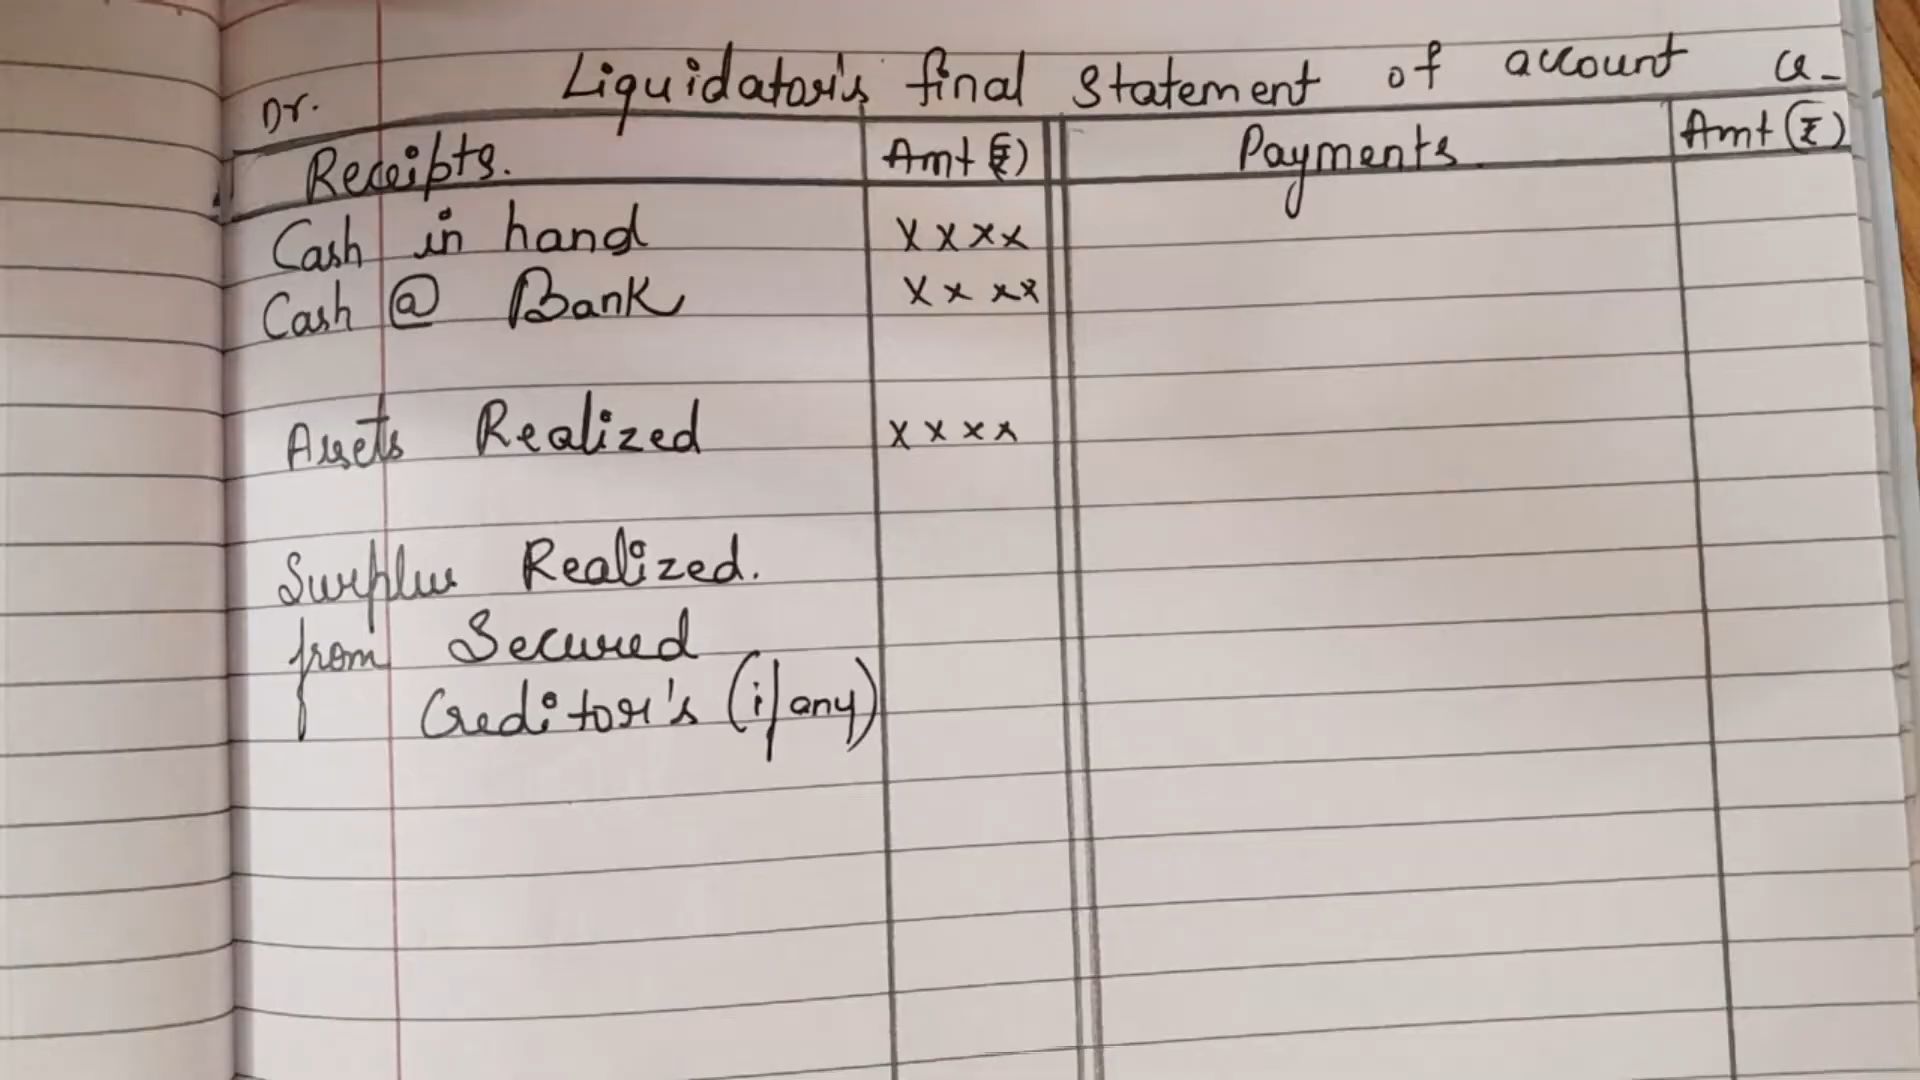 Liquidator's final Statement of account
Dr. Cr
Receipts. Amt (₹) Payments. Amt (₹)
Cash in hand xxxx
Cash @ Bank xxxx
Assets Realized xxxx
Surplus Realized.
from Secured
Creditor's (if any)